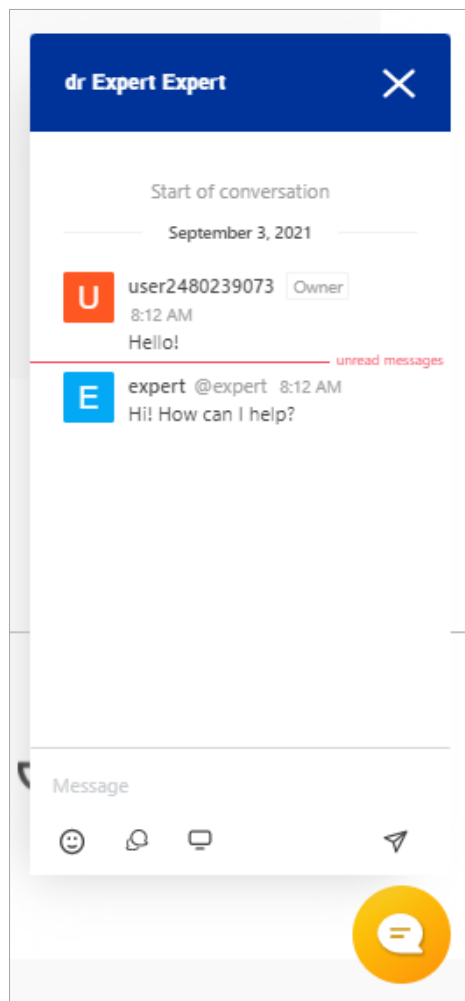 dr Expert Expert
Start of conversation
September 3, 2021
U
user2480239073 Owner
8:12 AM
Hello!
unread messages
E
expert @expert 8:12 AM
Hi! How can I help?
Message